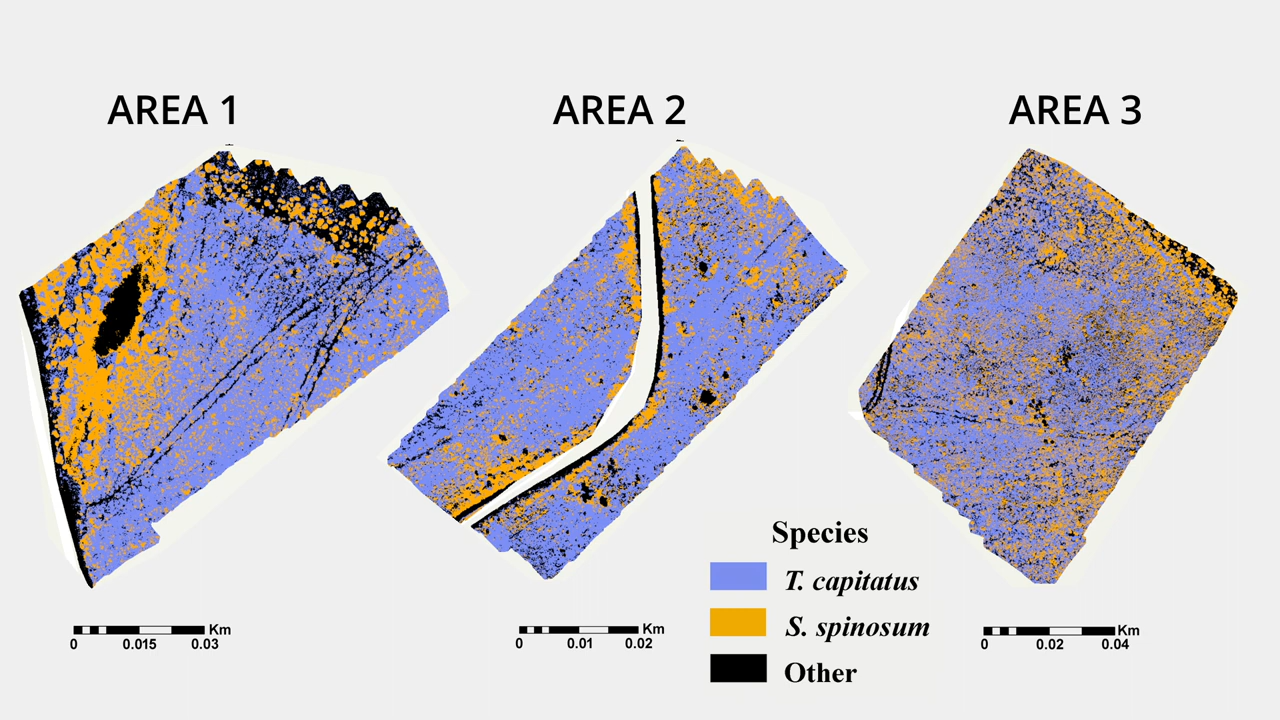 AREA 1
AREA 2
AREA 3
Species
T. capitatus
S. spinosum
Other
Km
0 0.015 0.03
Km
0 0.01 0.02
Km
0 0.02 0.04